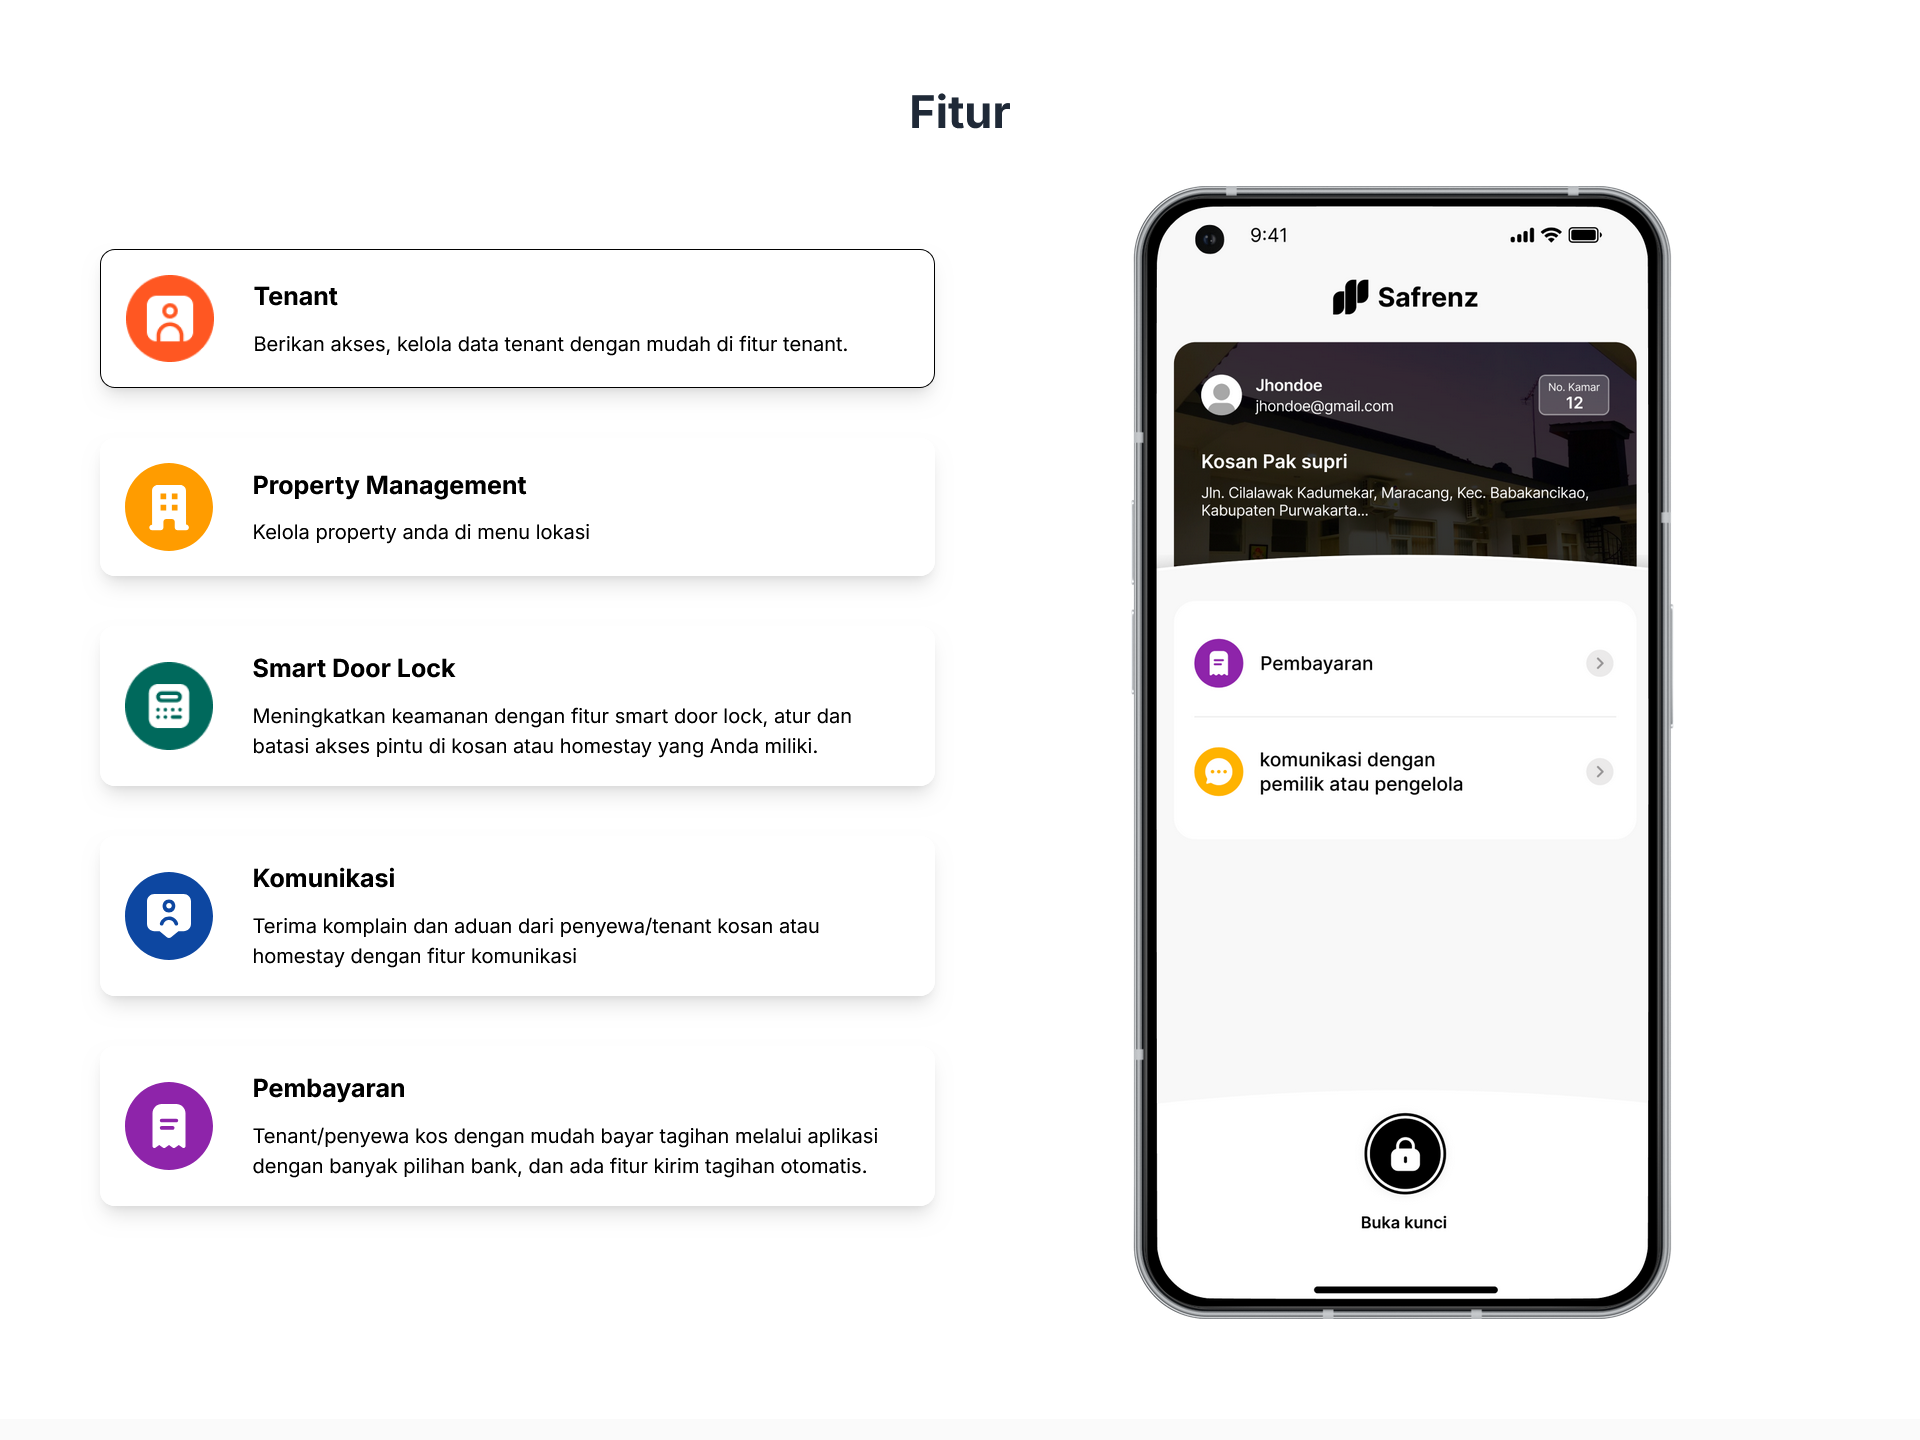 Fitur
Tenant
Berikan akses, kelola data tenant dengan mudah di fitur tenant.
Property Management
Kelola property anda di menu lokasi
Smart Door Lock
Meningkatkan keamanan dengan fitur smart door lock, atur dan
batasi akses pintu di kosan atau homestay yang Anda miliki.
Komunikasi
Terima komplain dan aduan dari penyewa/tenant kosan atau
homestay dengan fitur komunikasi
Pembayaran
Tenant/penyewa kos dengan mudah bayar tagihan melalui aplikasi
dengan banyak pilihan bank, dan ada fitur kirim tagihan otomatis.
9:41
Safrenz
Jhondoe
jhondoe@gmail.com
No. Kamar
12
Kosan Pak supri
Jln. Cilalawak Kadumekar, Maracang, Kec. Babakancikao,
Kabupaten Purwakarta...
Pembayaran
komunikasi dengan
pemilik atau pengelola
Buka kunci